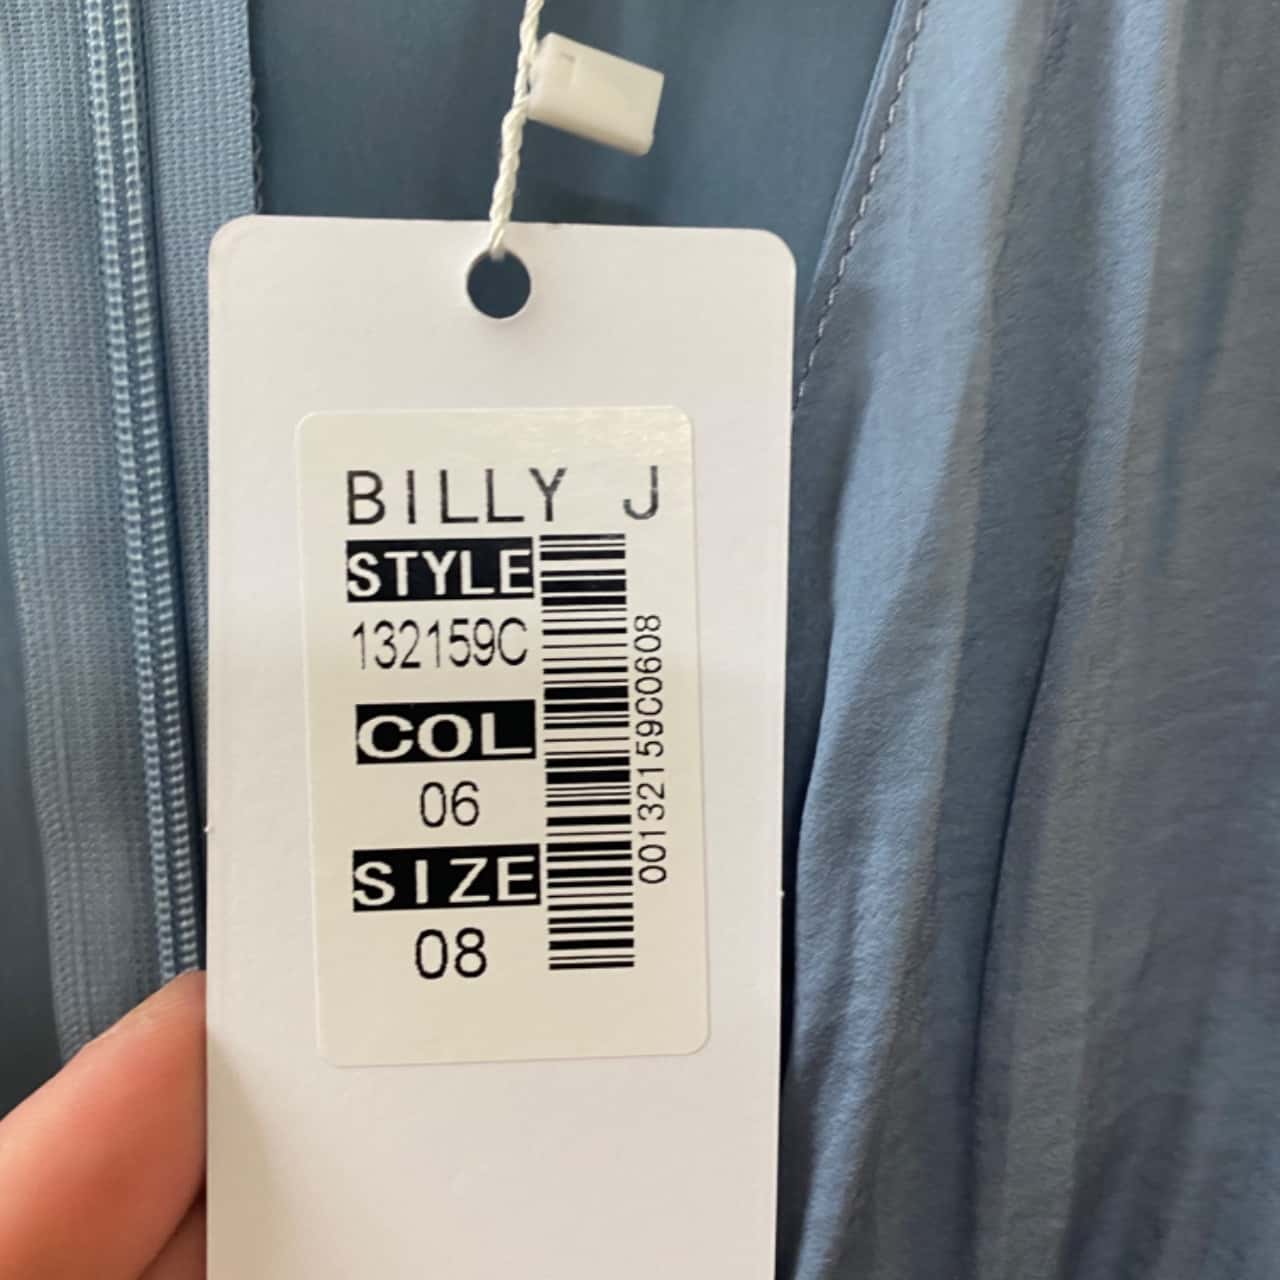 BILLY J
STYLE
132159C
COL
06
SIZE
08
00132159C0608